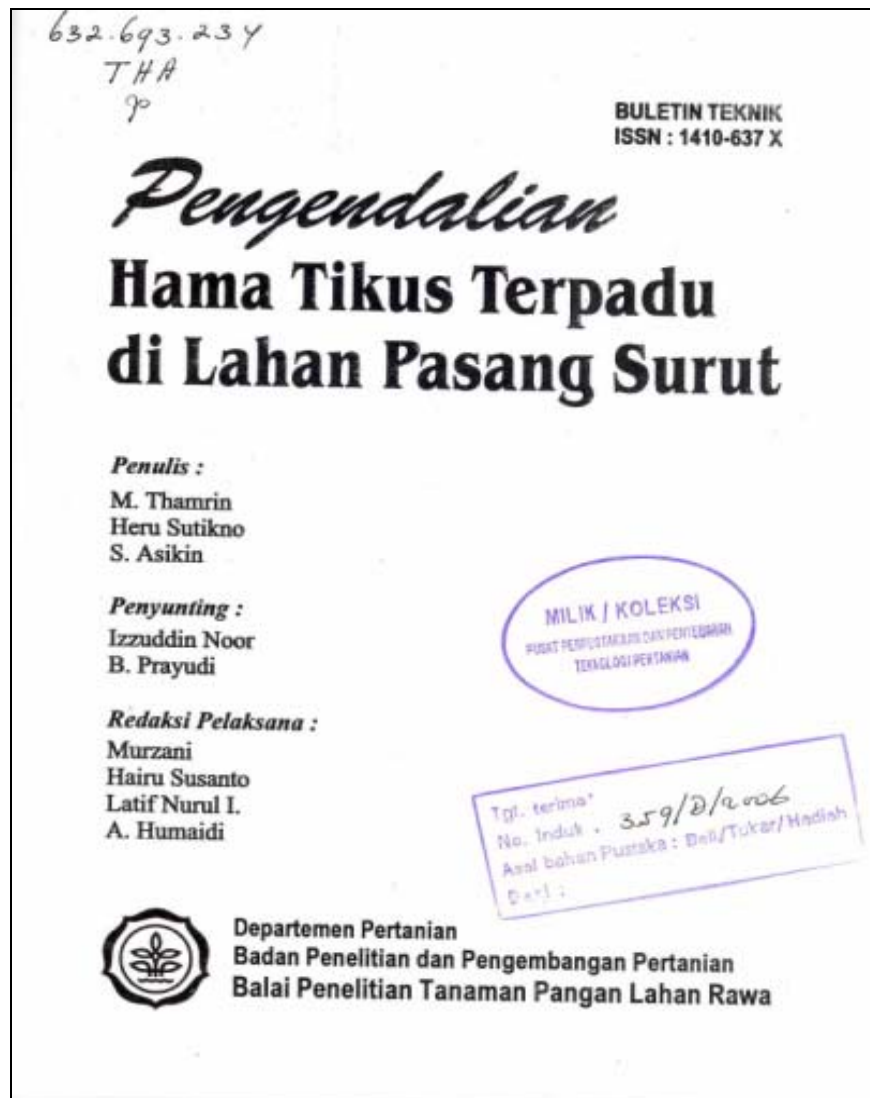 632.693.234
THA
p
BULETIN TEKNIK
ISSN : 1410-637 X
Pengendalian
Hama Tikus Terpadu
di Lahan Pasang Surut
Penulis :
M. Thamrin
Heru Sutikno
S. Asikin
Penyunting :
Izzuddin Noor
B. Prayudi
Redaksi Pelaksana :
Murzani
Hairu Susanto
Latif Nurul I.
A. Humaidi
MILIK / KOLEKSI
PUSAT PERPUSTAKAAN DAN PENYEBARAN
TEKNOLOGI PERTANIAN
Tgl. terima
No. Induk . 359/D/2006
Asal bahan Pustaka : Beli/Tukar/Hadiah
Dari :
Departemen Pertanian
Badan Penelitian dan Pengembangan Pertanian
Balai Penelitian Tanaman Pangan Lahan Rawa